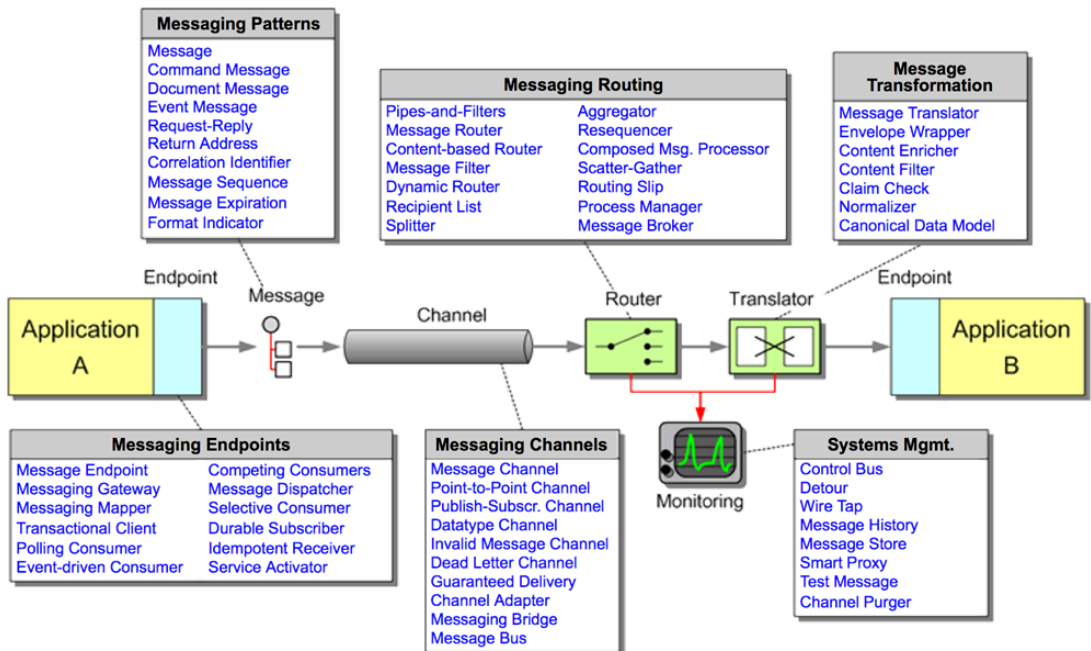 Messaging Patterns
Message
Command Message
Document Message
Event Message
Request-Reply
Return Address
Correlation Identifier
Message Sequence
Message Expiration
Format Indicator
Messaging Routing
Pipes-and-Filters
Message Router
Content-based Router
Message Filter
Dynamic Router
Recipient List
Splitter
Aggregator
Resequencer
Composed Msg. Processor
Scatter-Gather
Routing Slip
Process Manager
Message Broker
Message
Transformation
Message Translator
Envelope Wrapper
Content Enricher
Content Filter
Claim Check
Normalizer
Canonical Data Model
Endpoint
Message
Channel
Router
Translator
Endpoint
Application
A
Application
B
Messaging Endpoints
Message Endpoint
Messaging Gateway
Messaging Mapper
Transactional Client
Polling Consumer
Event-driven Consumer
Competing Consumers
Message Dispatcher
Selective Consumer
Durable Subscriber
Idempotent Receiver
Service Activator
Messaging Channels
Message Channel
Point-to-Point Channel
Publish-Subscr. Channel
Datatype Channel
Invalid Message Channel
Dead Letter Channel
Guaranteed Delivery
Channel Adapter
Messaging Bridge
Message Bus
Monitoring
Systems Mgmt.
Control Bus
Detour
Wire Tap
Message History
Message Store
Smart Proxy
Test Message
Channel Purger